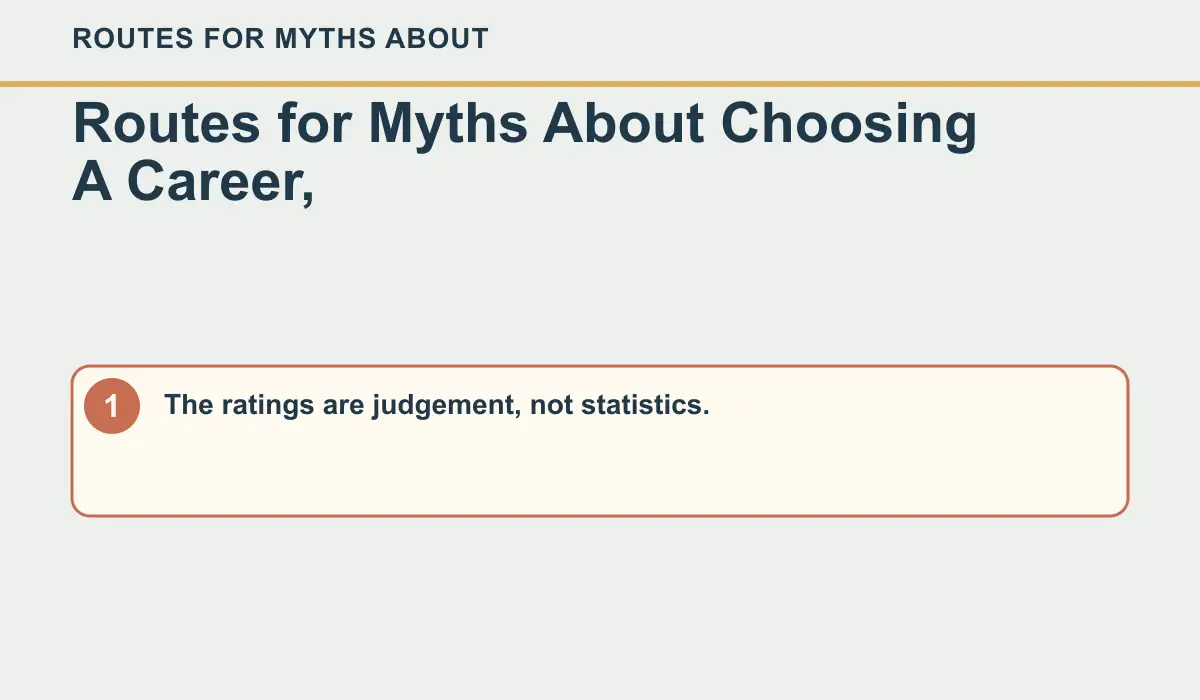 ROUTES FOR MYTHS ABOUT
Routes for Myths About Choosing
A Career,
1 The ratings are judgement, not statistics.